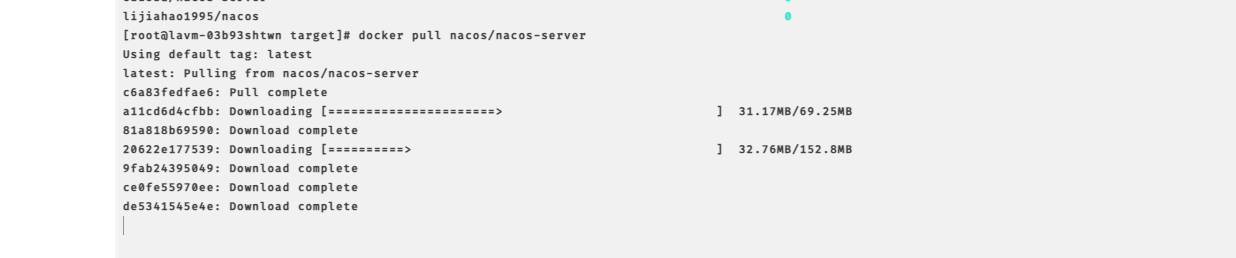 lijiahao1995/nacos 0
[root@lavm-03b93shtwn target]# docker pull nacos/nacos-server
Using default tag: latest
latest: Pulling from nacos/nacos-server
c6a83fedfae6: Pull complete
a11cd6d4cfbb: Downloading [======================> ] 31.17MB/69.25MB
81a818b69590: Download complete
20622e177539: Downloading [==========> ] 32.76MB/152.8MB
9fab24395049: Download complete
ce0fe55970ee: Download complete
de5341545e4e: Download complete